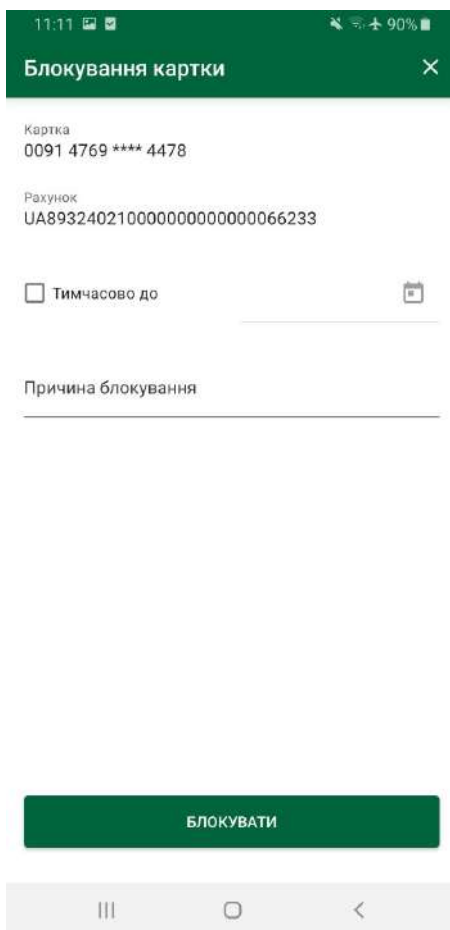 11:11 90%
Блокування картки
Картка
0091 4769 **** 4478
Рахунок
UA893240210000000000000066233
Тимчасово до
Причина блокування
БЛОКУВАТИ